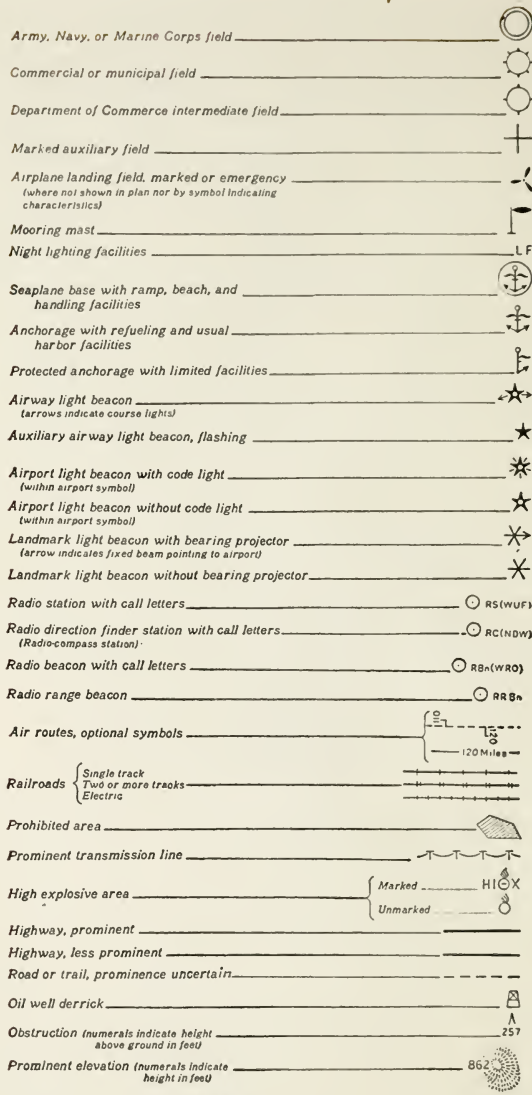 Army, Navy, or Marine Corps field
Commercial or municipal field
Department of Commerce intermediate field
Marked auxiliary field
Airplane landing field, marked or emergency
(where not shown in plan nor by symbol indicating
characteristics)
Mooring mast
Night lighting facilities LF
Seaplane base with ramp, beach, and
handling facilities
Anchorage with refueling and usual
harbor facilities
Protected anchorage with limited facilities
Airway light beacon
(arrows indicate course lights)
Auxiliary airway light beacon, flashing
Airport light beacon with code light
(within airport symbol)
Airport light beacon without code light
(within airport symbol)
Landmark light beacon with bearing projector
(arrow indicates fixed beam pointing to airport)
Landmark light beacon without bearing projector
Radio station with call letters RS(WUF)
Radio direction finder station with call letters RC(NDW)
(Radio-compass station)
Radio beacon with call letters RBn(WRO)
Radio range beacon RRBn
Air routes, optional symbols
120
120 Miles
Railroads
Single track
Two or more tracks
Electric
Prohibited area
Prominent transmission line
High explosive area
Marked HIGX
Unmarked
Highway, prominent
Highway, less prominent
Road or trail, prominence uncertain
Oil well derrick
Obstruction (numerals indicate height 257
above ground in feet)
Prominent elevation (numerals indicate 862
height in feet)